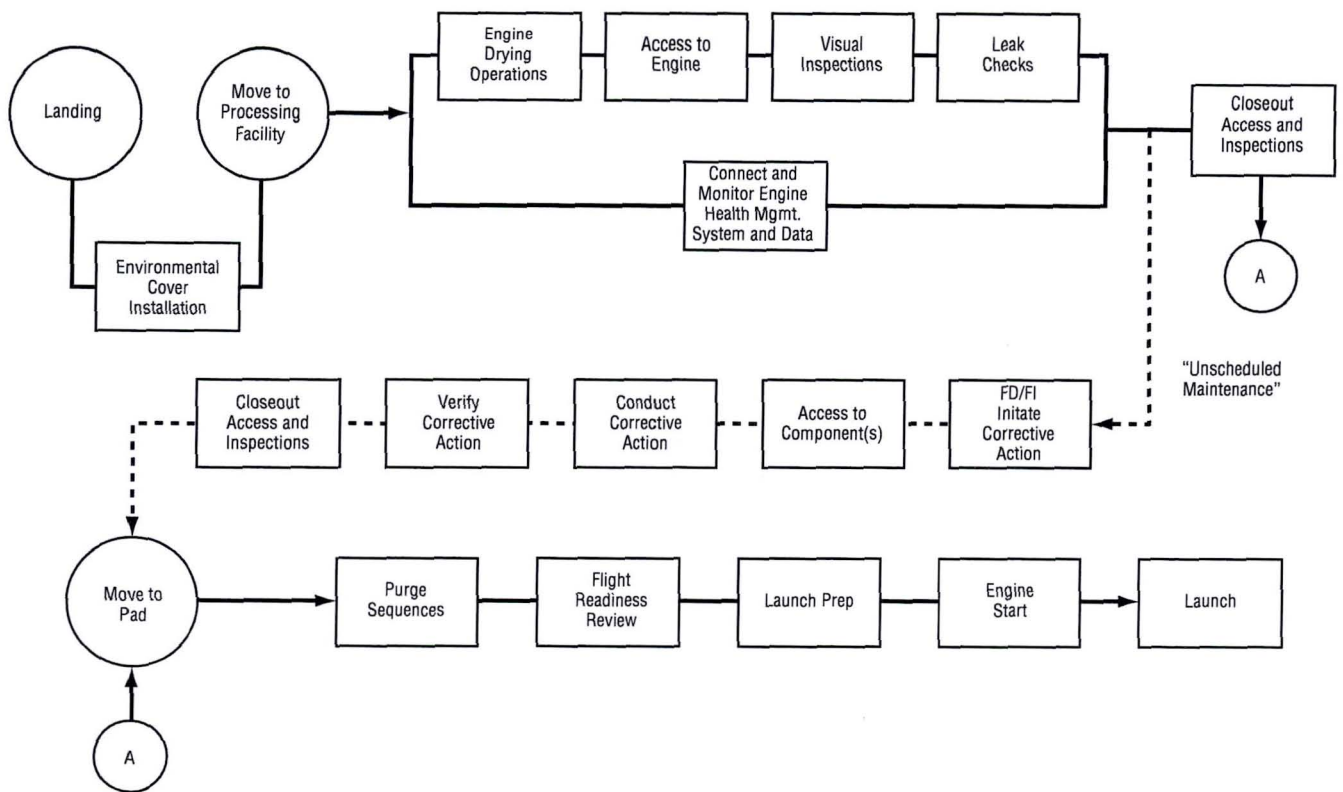 Landing
Environmental
Cover
Installation
Move to
Processing
Facility
Engine
Drying
Operations
Access to
Engine
Visual
Inspections
Leak
Checks
Connect and
Monitor Engine
Health Mgmt.
System and Data
Closeout
Access and
Inspections
A
"Unscheduled
Maintenance"
FD/FI
Initate
Corrective
Action
Access to
Component(s)
Conduct
Corrective
Action
Verify
Corrective
Action
Closeout
Access and
Inspections
Move to
Pad
A
Purge
Sequences
Flight
Readiness
Review
Launch Prep
Engine
Start
Launch